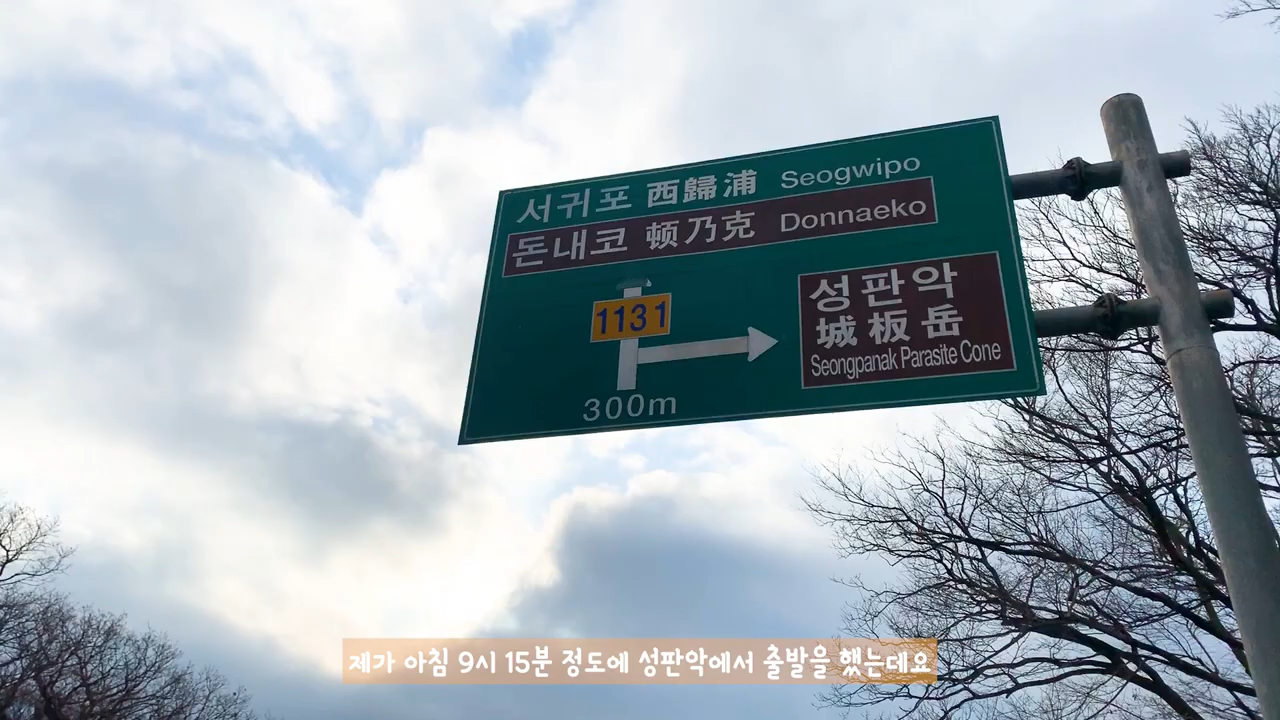 서귀포 西歸浦 Seogwipo
돈내코 顿乃克 Donnaeko
1131
300m
성판악
城板岳
Seongpanak Parasite Cone
제가 아침 9시 15분 정도에 성판악에서 출발을 했는데요